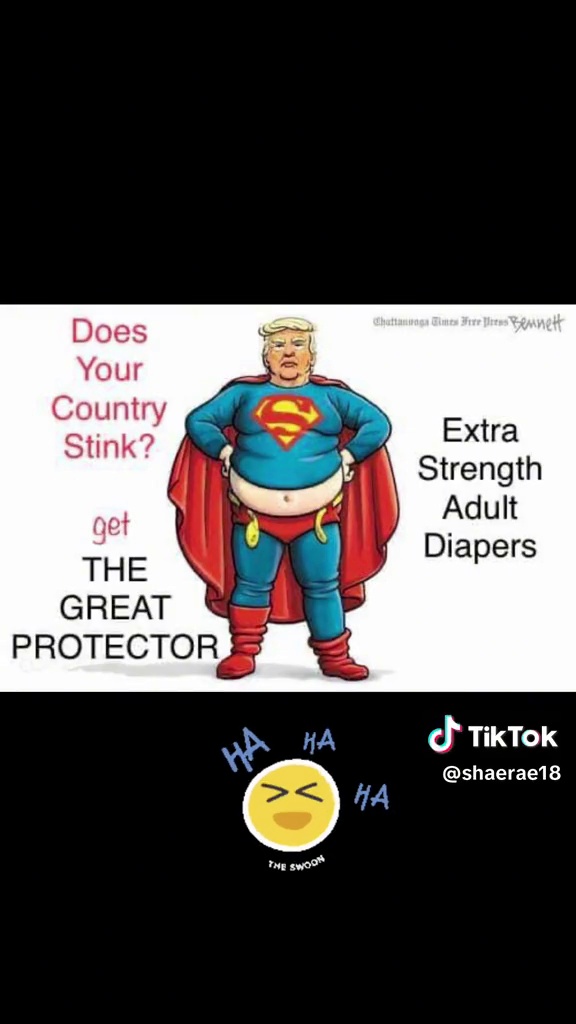 Does
Your
Country
Stink?
get
THE
GREAT
PROTECTOR
Chattanooga Times Free Press Bennett
S
Extra
Strength
Adult
Diapers
HA HA
HA
THE SWOON
TikTok
@shaerae18